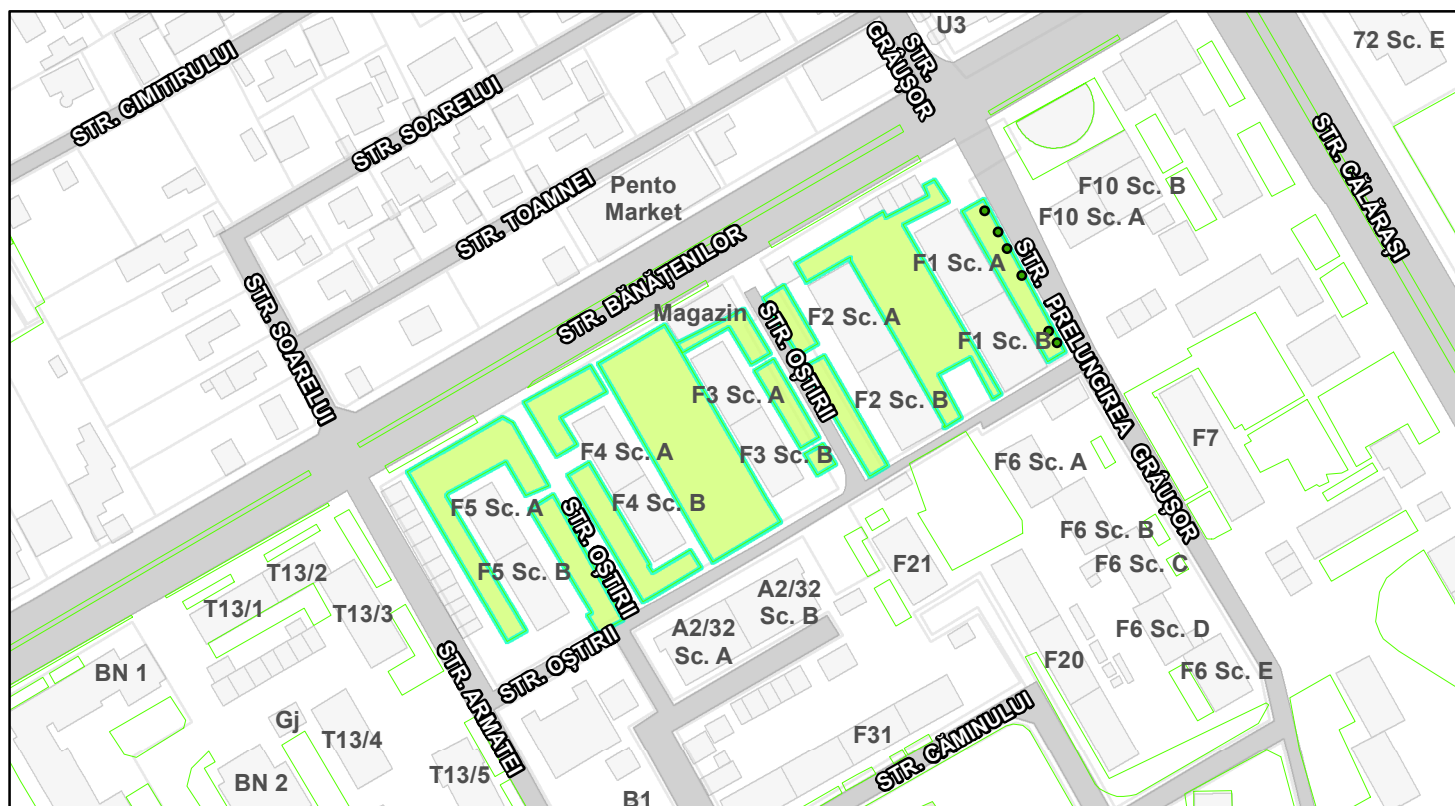 U3
72 Sc. E
STR. CIMITIRULUI
STR. SOARELUI
STR.
GRÂUȘOR
STR. CĂLĂRAȘI
STR. TOAMNEI
Pento
Market
F10 Sc. B
F10 Sc. A
STR. BĂNĂȚENILOR
F1 Sc. A
F1 Sc. B
STR. PRELUNGIREA GRÂUȘOR
STR. SOARELUI
Magazin
STR. OȘTIRII
F2 Sc. A
F2 Sc. B
F3 Sc. A
F3 Sc. B
F4 Sc. A
F4 Sc. B
F5 Sc. A
F5 Sc. B
STR. OȘTIRII
F7
F6 Sc. A
F6 Sc. B
F6 Sc. C
F6 Sc. D
F6 Sc. E
F21
F20
A2/32
Sc. B
A2/32
Sc. A
T13/2
T13/1
T13/3
BN 1
STR. OȘTIRII
STR. ARMATEI
Gj
T13/4
T13/5
BN 2
F31
STR. CĂMINULUI
B1